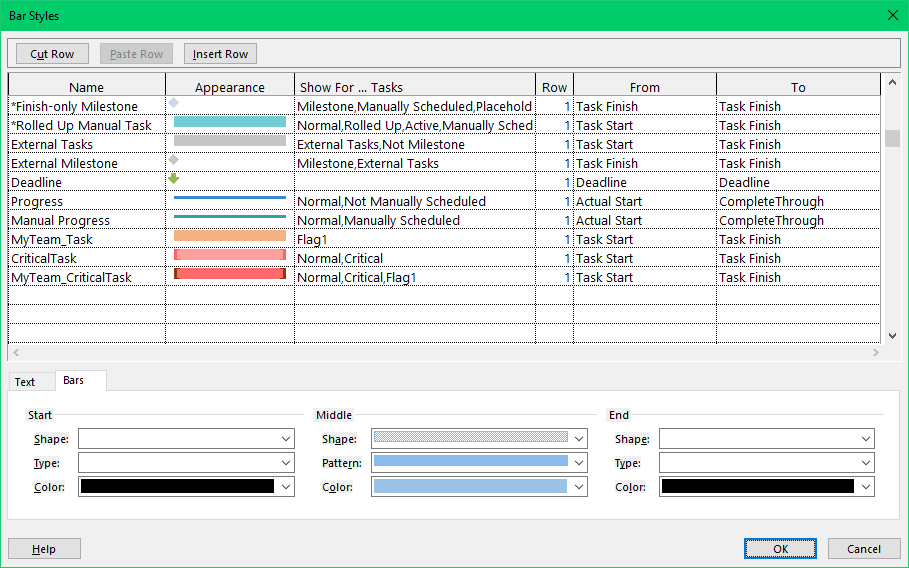 Bar Styles
Cut Row Paste Row Insert Row
Name Appearance Show For ... Tasks Row From To
*Finish-only Milestone Milestone,Manually Scheduled,Placehold 1 Task Finish Task Finish
*Rolled Up Manual Task Normal,Rolled Up,Active,Manually Sched 1 Task Start Task Finish
External Tasks External Tasks,Not Milestone 1 Task Start Task Finish
External Milestone Milestone,External Tasks 1 Task Finish Task Finish
Deadline 1 Deadline Deadline
Progress Normal,Not Manually Scheduled 1 Actual Start CompleteThrough
Manual Progress Normal,Manually Scheduled 1 Actual Start CompleteThrough
MyTeam_Task Flag1 1 Task Start Task Finish
CriticalTask Normal,Critical 1 Task Start Task Finish
MyTeam_CriticalTask Normal,Critical,Flag1 1 Task Start Task Finish
Text Bars
Start Middle End
Shape: Shape: Shape:
Type: Pattern: Type:
Color: Color: Color:
Help OK Cancel